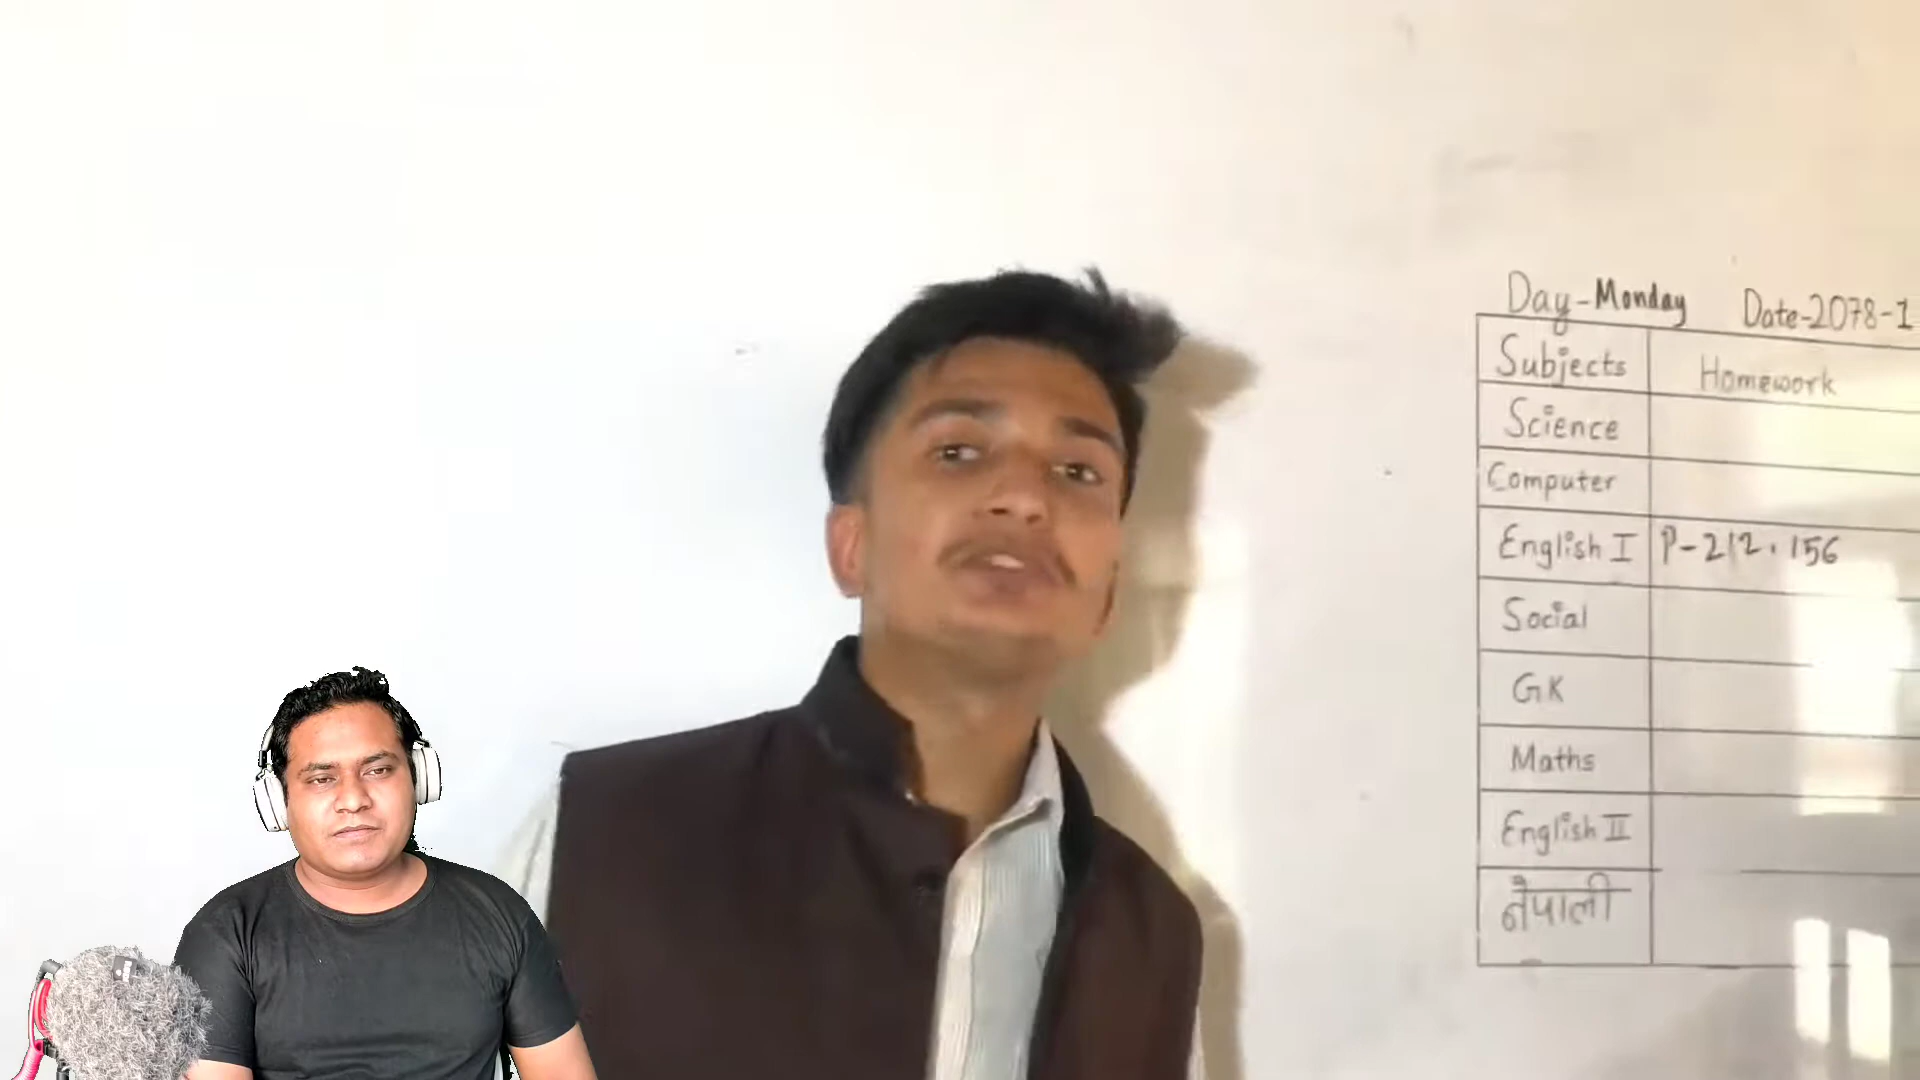 Day-Monday Date-2078-1
Subjects Homework
Science
Computer
English I P-212, 156
Social
GK
Maths
English II
नेपाली